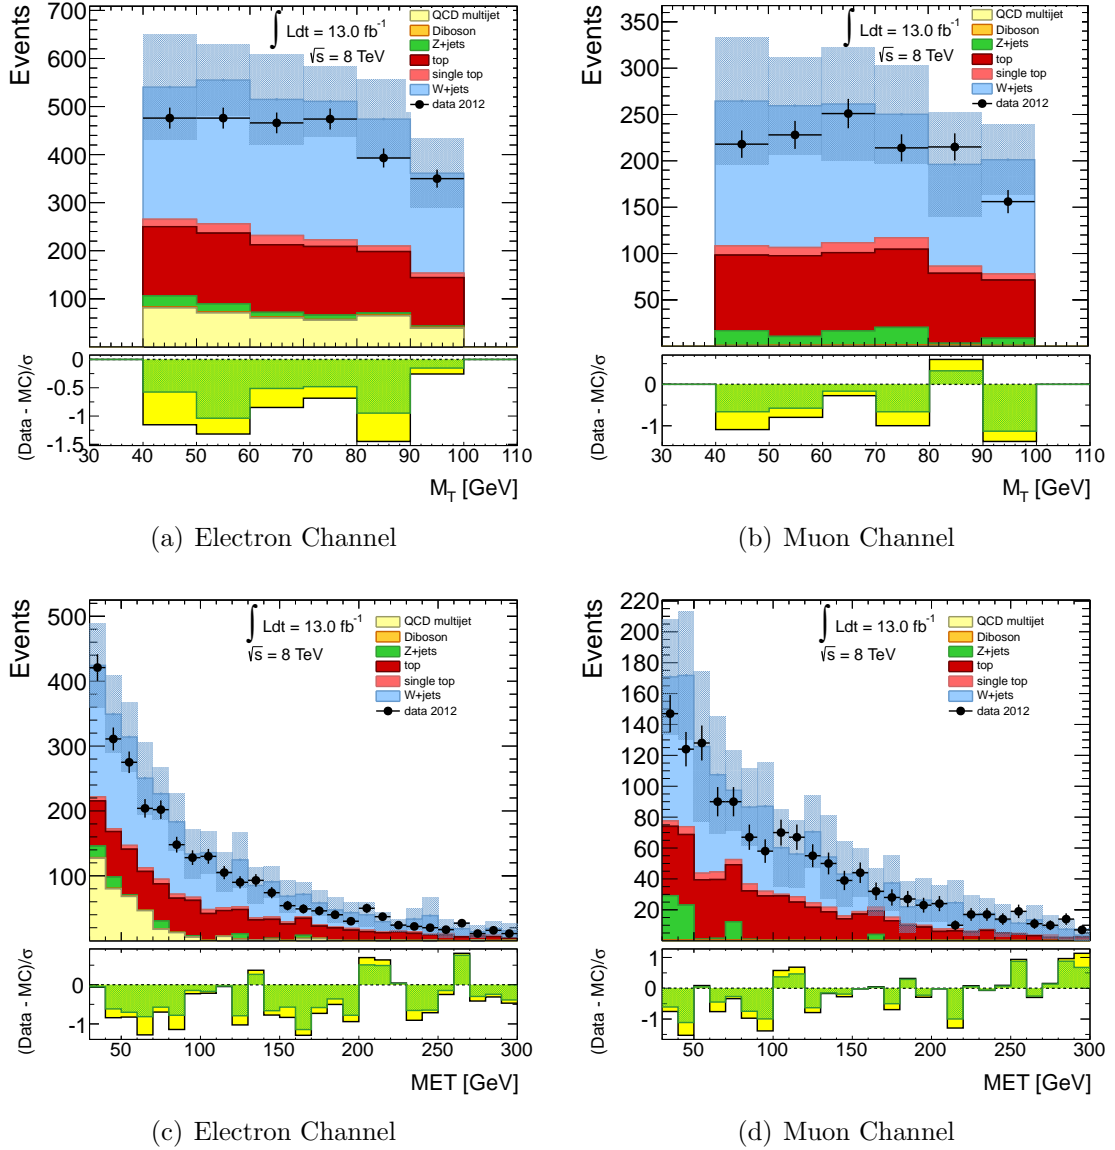 Events
700
600
500
400
300
200
100
∫ Ldt = 13.0 fb⁻¹
√s = 8 TeV
QCD multijet
Diboson
Z+jets
top
single top
W+jets
data 2012
(Data - MC)/σ
0
-0.5
-1
-1.5
30 40 50 60 70 80 90 100 110
M_T [GeV]
(a) Electron Channel
Events
350
300
250
200
150
100
50
∫ Ldt = 13.0 fb⁻¹
√s = 8 TeV
QCD multijet
Diboson
Z+jets
top
single top
W+jets
data 2012
(Data - MC)/σ
0
-1
30 40 50 60 70 80 90 100 110
M_T [GeV]
(b) Muon Channel
Events
500
400
300
200
100
∫ Ldt = 13.0 fb⁻¹
√s = 8 TeV
QCD multijet
Diboson
Z+jets
top
single top
W+jets
data 2012
(Data - MC)/σ
0
-1
50 100 150 200 250 300
MET [GeV]
(c) Electron Channel
Events
220
200
180
160
140
120
100
80
60
40
20
∫ Ldt = 13.0 fb⁻¹
√s = 8 TeV
QCD multijet
Diboson
Z+jets
top
single top
W+jets
data 2012
(Data - MC)/σ
1
0
-1
50 100 150 200 250 300
MET [GeV]
(d) Muon Channel